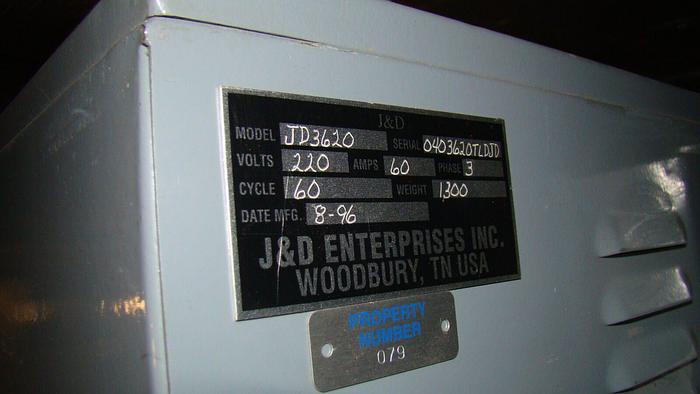 J&D
MODEL JD3620 SERIAL 0403620TLDJD
VOLTS 220 AMPS 60 PHASE 3
CYCLE 60 WEIGHT 1300
DATE MFG. 8-96
J&D ENTERPRISES INC.
WOODBURY, TN USA
PROPERTY
NUMBER
079